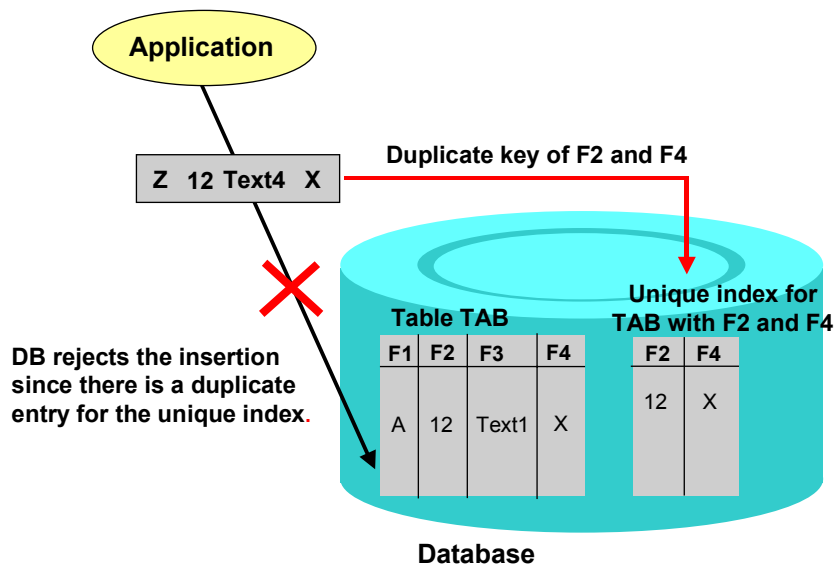 Application
Duplicate key of F2 and F4
Z 12 Text4 X
Unique index for
TAB with F2 and F4
Table TAB
F1 F2 F3 F4
A 12 Text1 X
F2 F4
12 X
DB rejects the insertion
since there is a duplicate
entry for the unique index.
Database